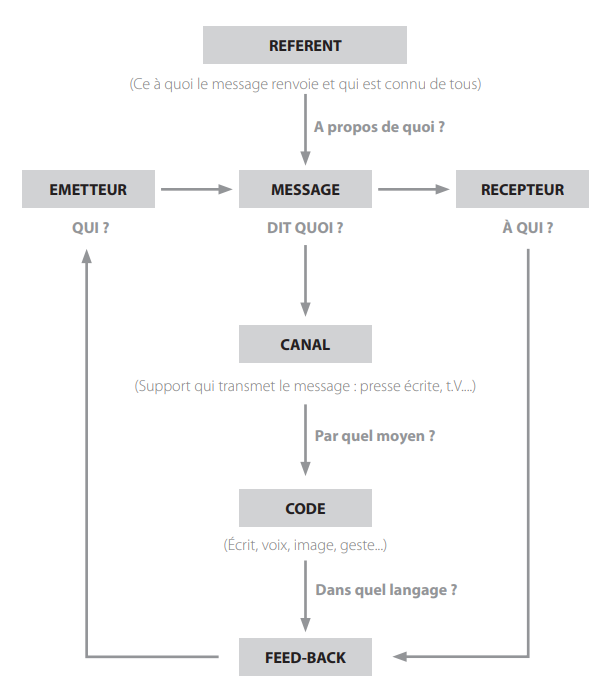 REFERENT
(Ce à quoi le message renvoie et qui est connu de tous)
A propos de quoi ?
EMETTEUR
MESSAGE
RECEPTEUR
QUI ?
DIT QUOI ?
À QUI ?
CANAL
(Support qui transmet le message : presse écrite, t.V....)
Par quel moyen ?
CODE
(Écrit, voix, image, geste...)
Dans quel langage ?
FEED-BACK